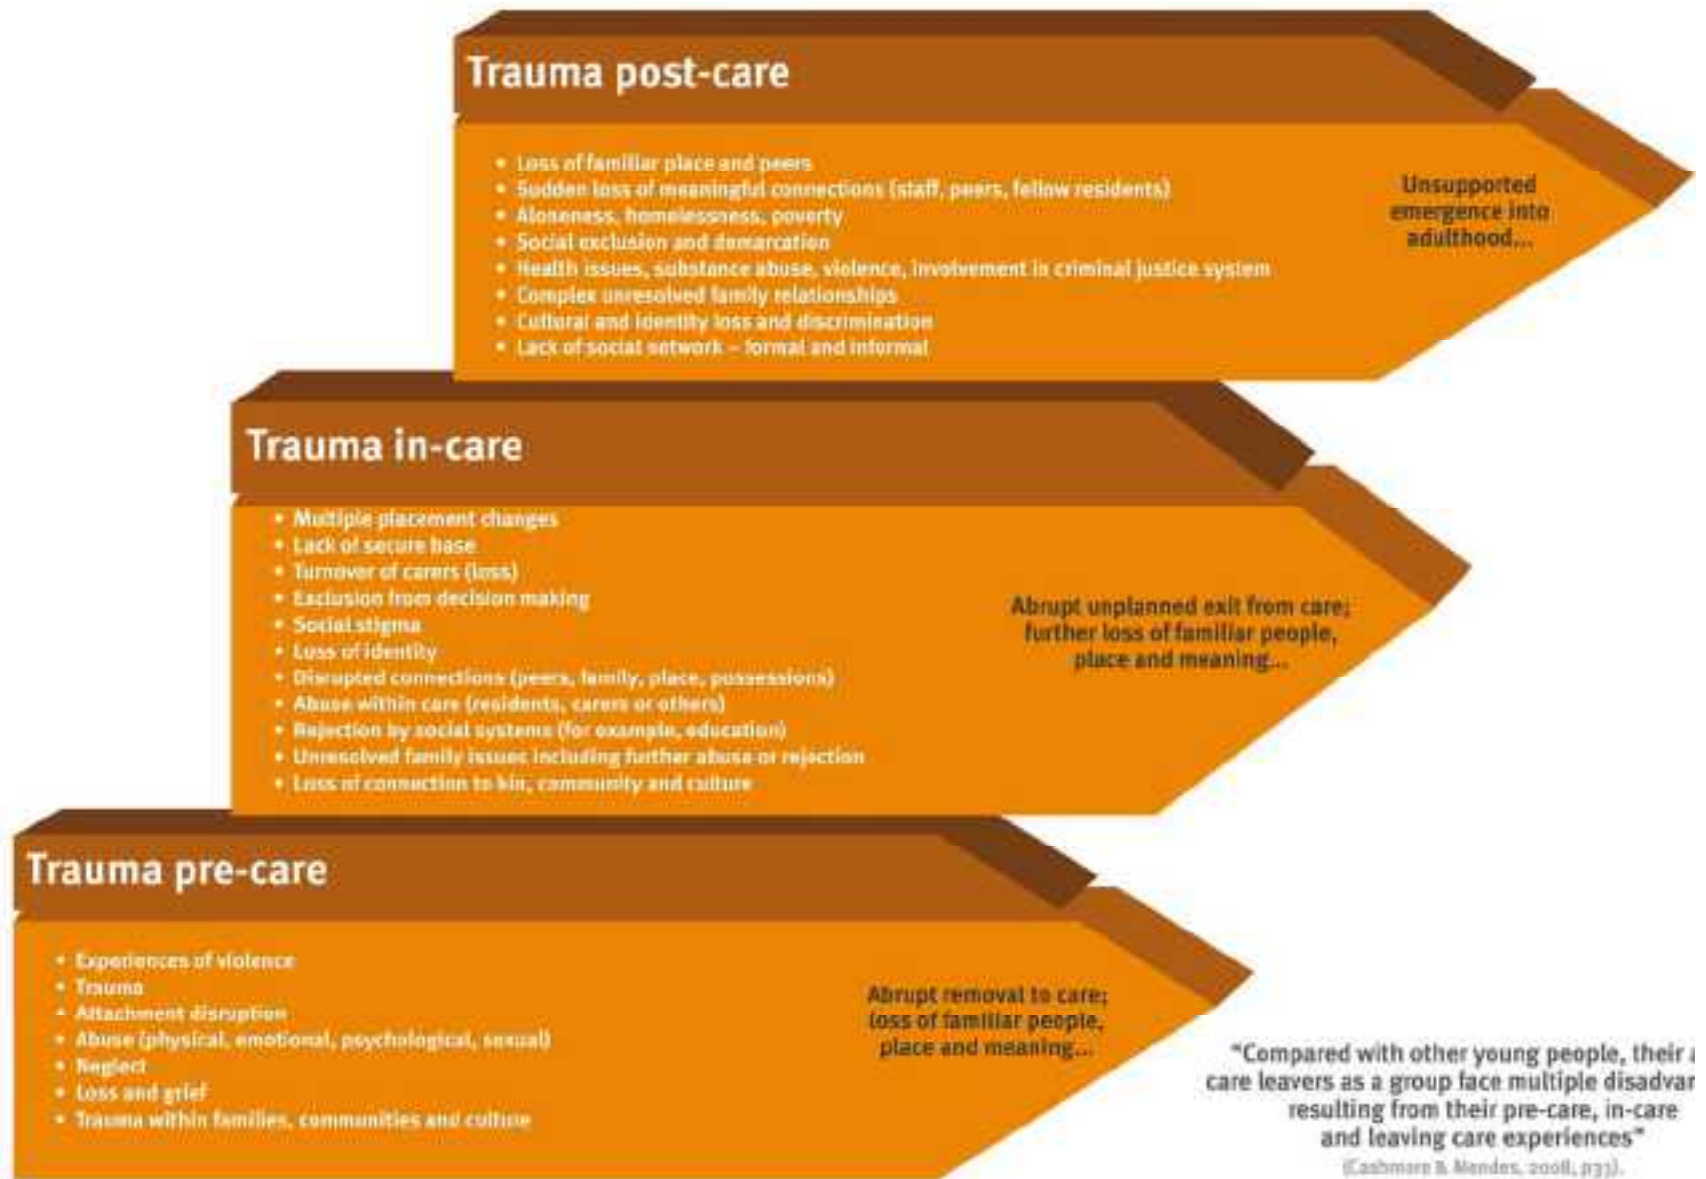 Trauma post-care
• Loss of familiar place and peers
• Sudden loss of meaningful connections (staff, peers, fellow residents)
• Aloneness, homelessness, poverty
• Social exclusion and demarcation
• Health issues, substance abuse, violence, involvement in criminal justice system
• Complex unresolved family relationships
• Cultural and identity loss and discrimination
• Lack of social network – formal and informal
Unsupported
emergence into
adulthood...
Trauma in-care
• Multiple placement changes
• Lack of secure base
• Turnover of carers (loss)
• Exclusion from decision making
• Social stigma
• Loss of identity
• Disrupted connections (peers, family, place, possessions)
• Abuse within care (residents, carers or others)
• Rejection by social systems (for example, education)
• Unresolved family issues including further abuse or rejection
• Loss of connection to kin, community and culture
Abrupt unplanned exit from care;
further loss of familiar people,
place and meaning...
Trauma pre-care
• Experiences of violence
• Trauma
• Attachment disruption
• Abuse (physical, emotional, psychological, sexual)
• Neglect
• Loss and grief
• Trauma within families, communities and culture
Abrupt removal to care;
loss of familiar people,
place and meaning...
"Compared with other young people, their a
care leavers as a group face multiple disadvan
resulting from their pre-care, in-care
and leaving care experiences"
(Cashmore & Mendes, 2008, p33).